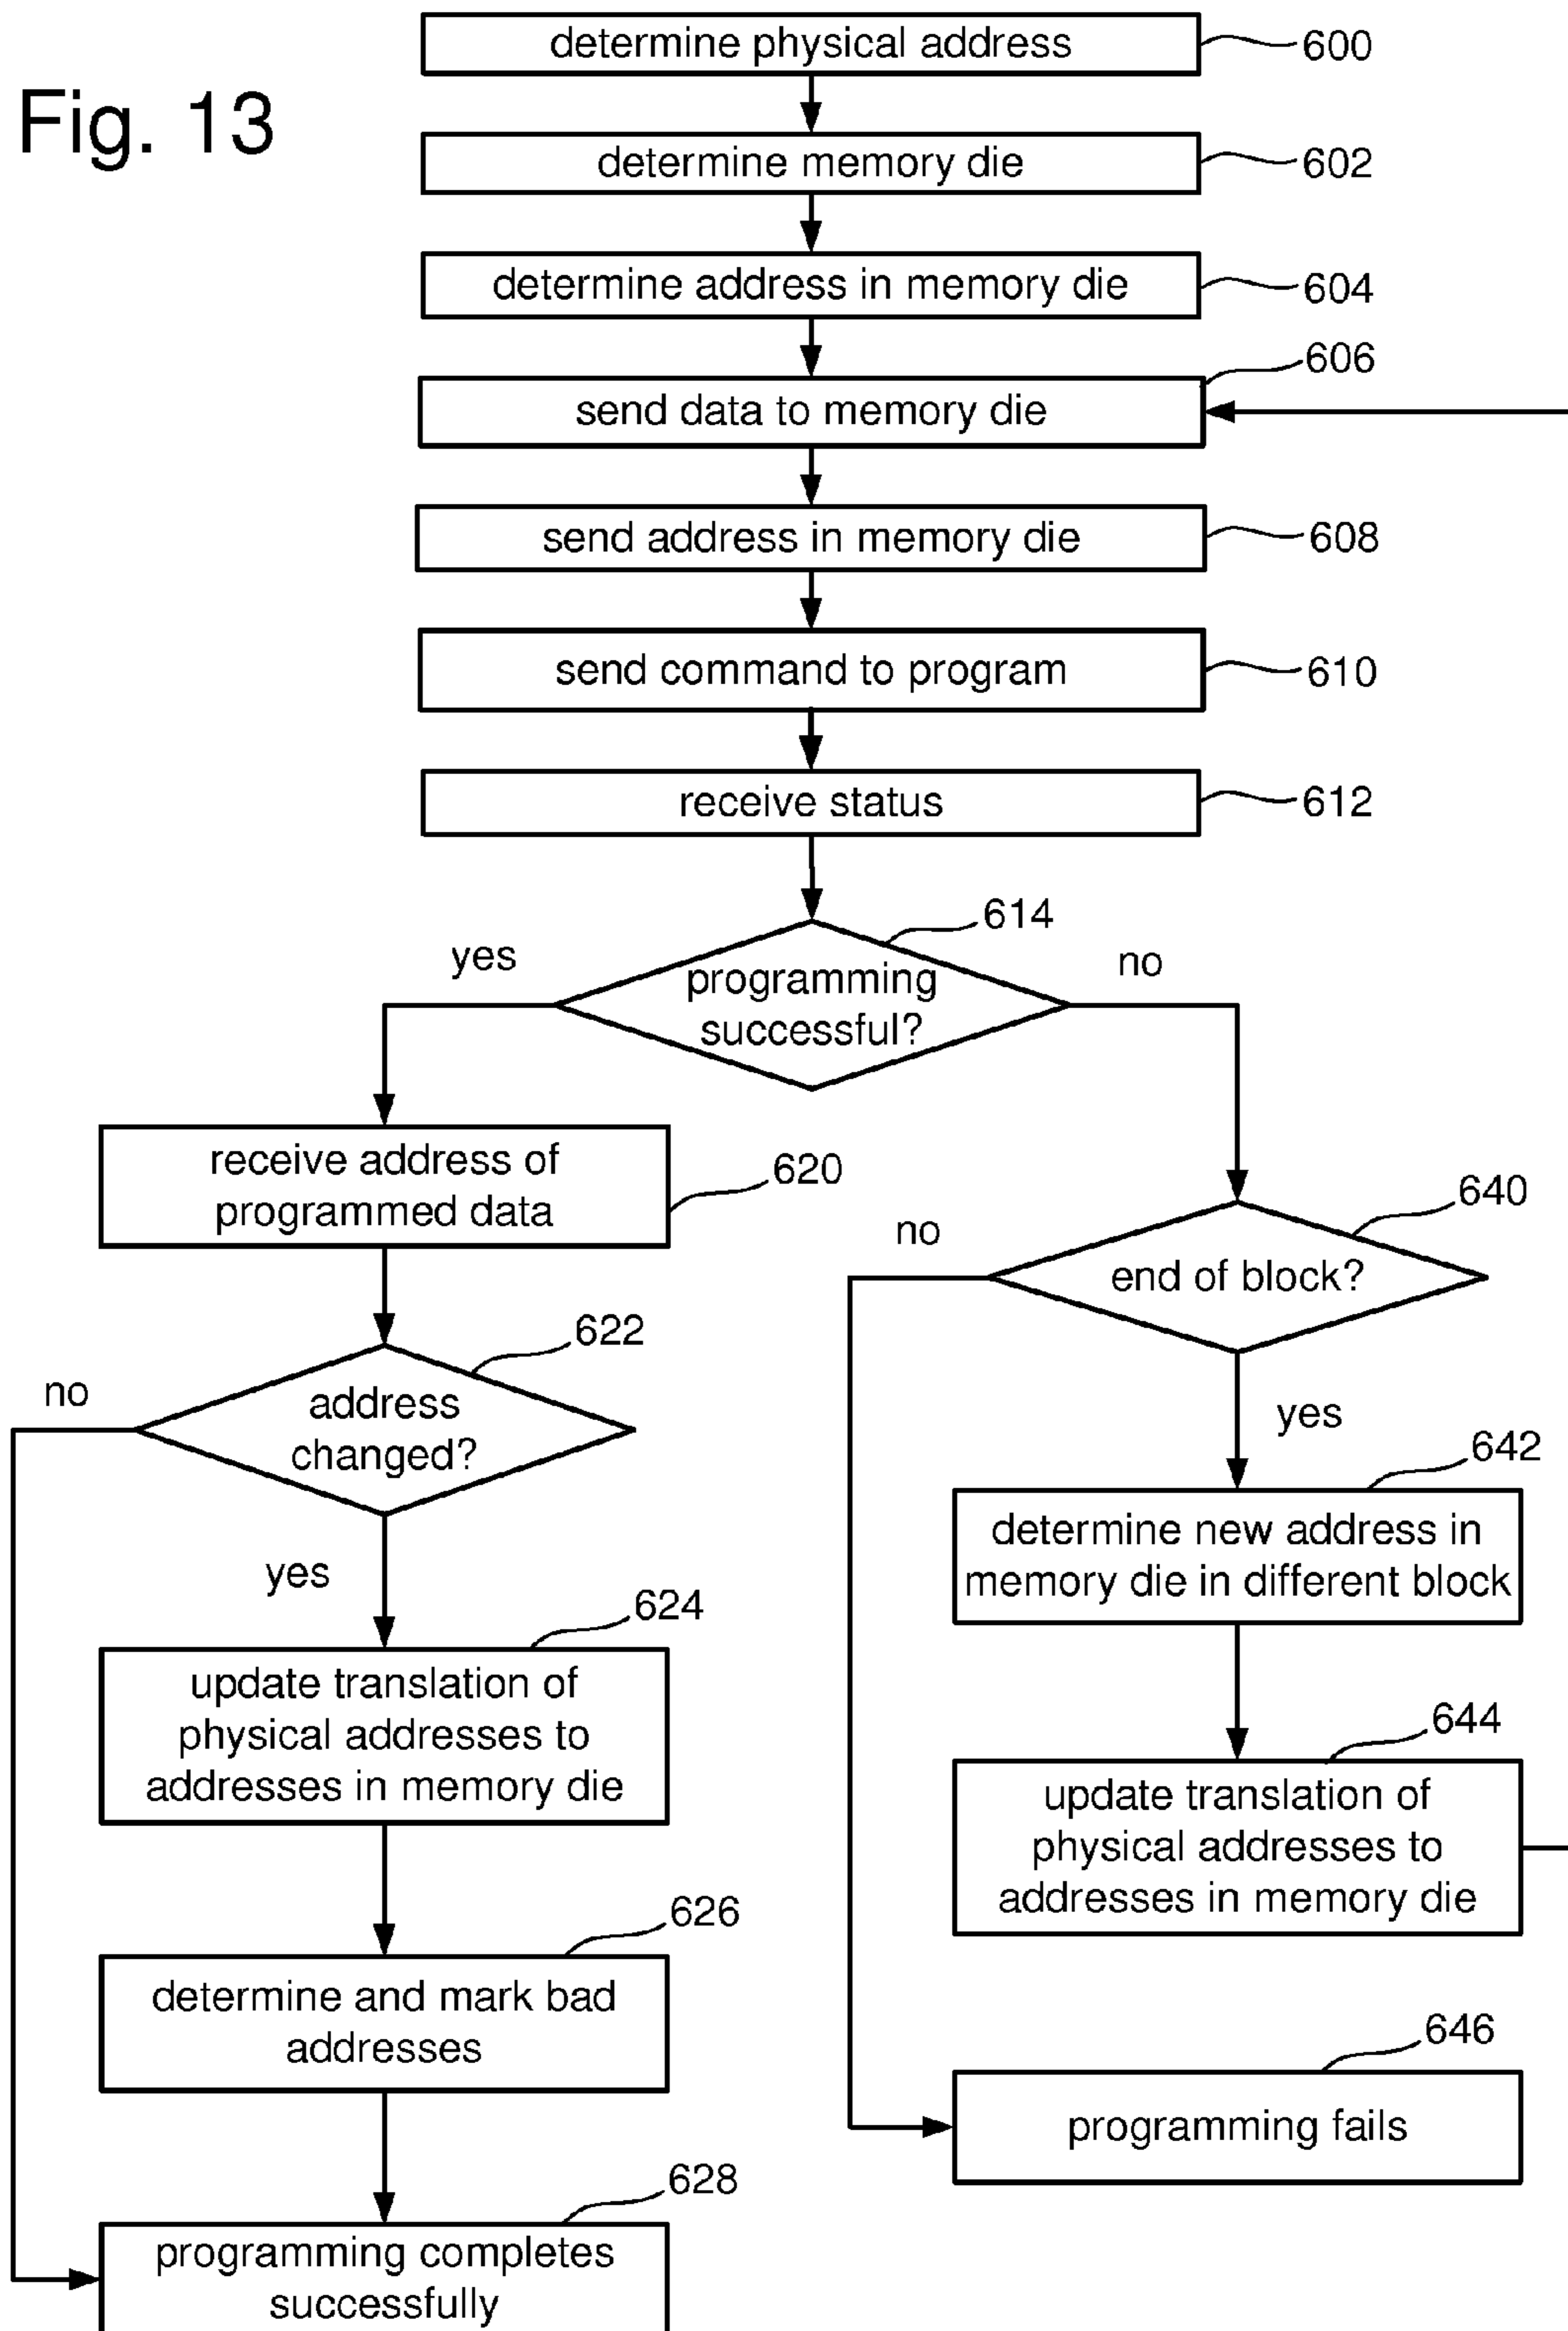 Fig. 13
determine physical address
600
determine memory die
602
determine address in memory die
604
606
send data to memory die
send address in memory die
608
send command to program
610
receive status
612
614
yes
no
programming
successful?
receive address of
programmed data
620
640
no
end of block?
622
no
address
changed?
yes
642
determine new address in
memory die in different block
yes
624
update translation of
physical addresses to
addresses in memory die
644
update translation of
physical addresses to
addresses in memory die
626
determine and mark bad
addresses
646
programming fails
628
programming completes
successfully